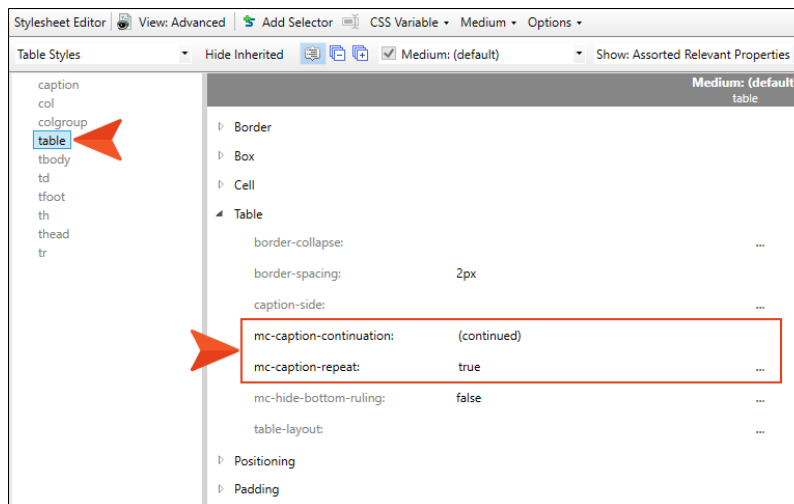 Stylesheet Editor View: Advanced Add Selector CSS Variable Medium Options
Table Styles Hide Inherited Medium: (default) Show: Assorted Relevant Properties
caption
col
colgroup
table
tbody
td
tfoot
th
thead
tr
Medium: (default
table
Border
Box
Cell
Table
border-collapse: ...
border-spacing: 2px
caption-side: ...
mc-caption-continuation: (continued)
mc-caption-repeat: true ...
mc-hide-bottom-ruling: false ...
table-layout: ...
Positioning
Padding